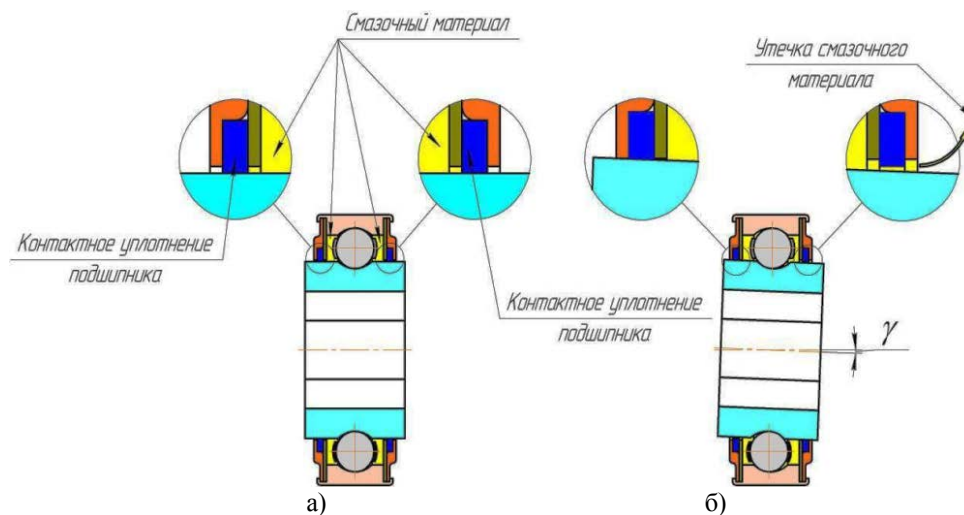 Смазочный материал
Утечка смазочного
материала
Контактное уплотнение
подшипника
Контактное уплотнение
подшипника
γ
а)
б)